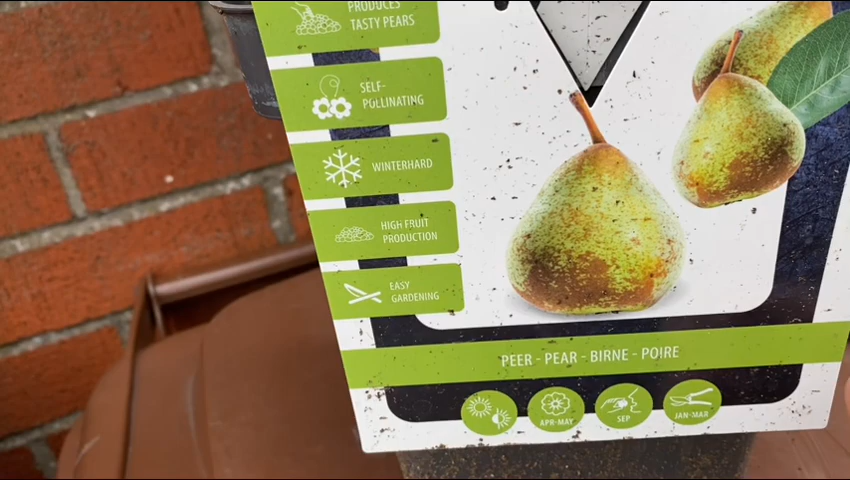 PRODUCES
TASTY PEARS
SELF-
POLLINATING
WINTERHARD
HIGH FRUIT
PRODUCTION
EASY
GARDENING
PEER - PEAR - BIRNE - POIRE
APR-MAY
SEP
JAN-MAR